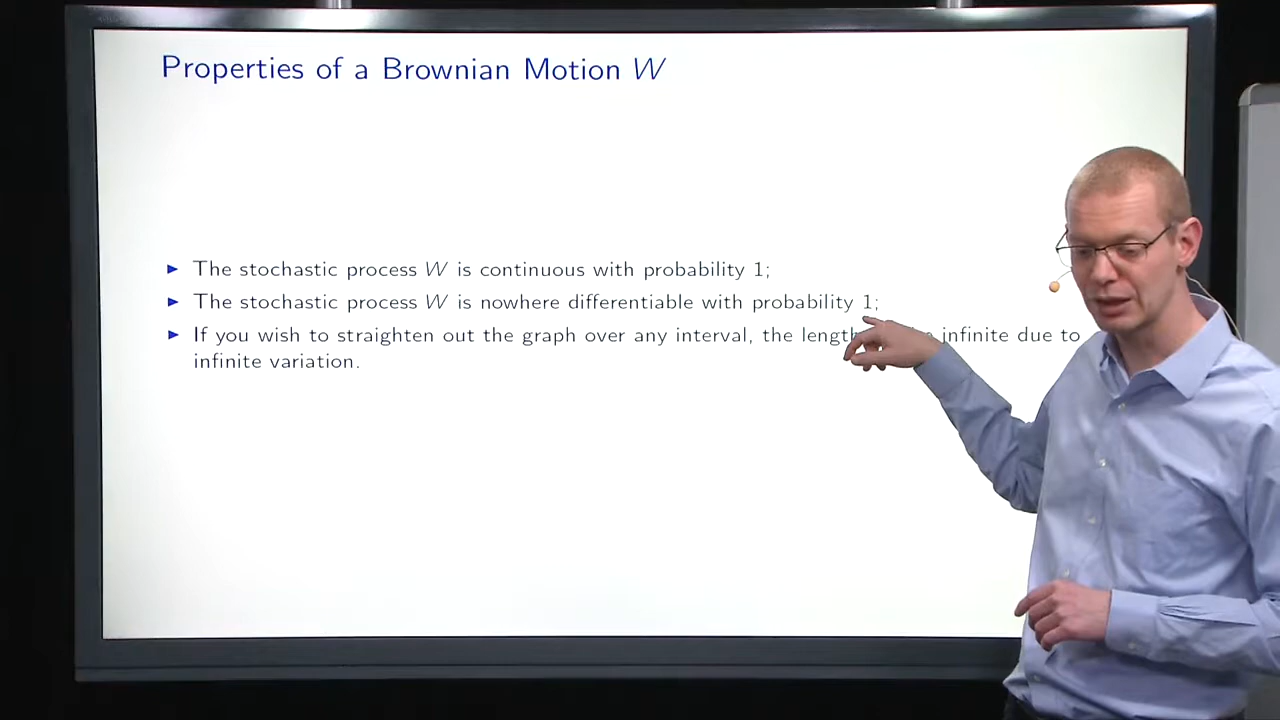 Properties of a Brownian Motion W
► The stochastic process W is continuous with probability 1;
► The stochastic process W is nowhere differentiable with probability 1;
► If you wish to straighten out the graph over any interval, the length infinite due to
infinite variation.